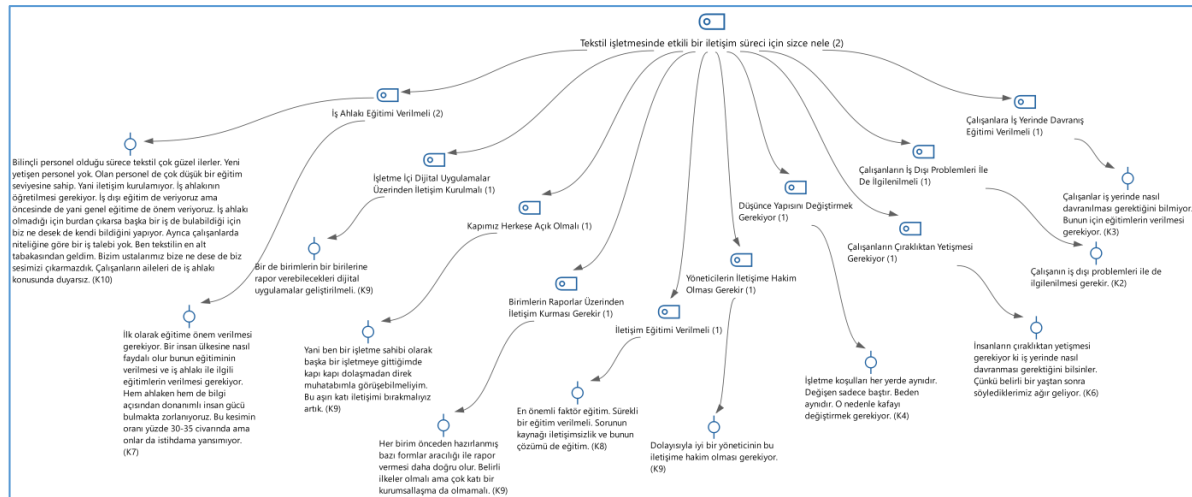 Tekstil işletmesinde etkili bir iletişim süreci için sizce nele (2)
İş Ahlakı Eğitimi Verilmeli (2)
Bilinçli personel olduğu sürece tekstil çok güzel ilerler. Yeni
yetişen personel yok. Olan personel de çok düşük bir eğitim
seviyesine sahip. Yani iletişim kurulamıyor. İş ahlakının
öğretilmesi gerekiyor. İş dışı eğitim de veriyoruz ama
öncesinde de yani genel eğitime de önem veriyoruz. İş ahlakı
olmadığı için burdan çıkarsa başka bir iş de bulabildiği için
biz ne desek de kendi bildiğini yapıyor. Ayrıca çalışanlarda
niteliğine göre bir iş talebi yok. Ben tekstilin en alt
tabakasından geldim. Bizim ustalarımız bize ne dese de biz
sesimizi çıkarmazdık. Çalışanların aileleri de iş ahlakı
konusunda duyarsız. (K10)
İlk olarak eğitime önem verilmesi
gerekiyor. Bir insan ülkesine nasıl
faydalı olur bunun eğitiminin
verilmesi ve iş ahlakı ile ilgili
eğitimlerin verilmesi gerekiyor.
Hem ahlaken hem de bilgi
açısından donanımlı insan gücü
bulmakta zorlanıyoruz. Bu kesimin
oranı yüzde 30-35 civarında ama
onlar da istihdama yansımıyor.
(K7)
İşletme İçi Dijital Uygulamalar
Üzerinden İletişim Kurulmalı (1)
Bir de birimlerin bir birilerine
rapor verebilecekleri dijital
uygulamalar geliştirilmeli. (K9)
Kapımız Herkese Açık Olmalı (1)
Yani ben bir işletme sahibi olarak
başka bir işletmeye gittiğimde
kapı kapı dolaşmadan direk
muhatabımla görüşebilmeliyim.
Bu aşırı katı iletişimi bırakmalıyız
artık. (K9)
Birimlerin Raporlar Üzerinden
İletişim Kurması Gerekir (1)
Her birim önceden hazırlanmış
bazı formlar aracılığı ile rapor
vermesi daha doğru olur. Belirli
ilkeler olmalı ama çok katı bir
kurumsallaşma da olmamalı. (K9)
İletişim Eğitimi Verilmeli (1)
En önemli faktör eğitim. Sürekli
bir eğitim verilmeli. Sorunun
kaynağı iletişimsizlik ve bunun
çözümü de eğitim. (K8)
Yöneticilerin İletişime Hakim
Olması Gerekir (1)
Dolayısıyla iyi bir yöneticinin bu
iletişime hakim olması gerekiyor.
(K9)
Düşünce Yapısını Değiştirmek
Gerekiyor (1)
İşletme koşulları her yerde aynıdır.
Değişen sadece baştır. Beden
aynıdır. O nedenle kafayı
değiştirmek gerekiyor. (K4)
Çalışanların Çıraklıktan Yetişmesi
Gerekiyor (1)
İnsanların çıraklıktan yetişmesi
gerekiyor ki iş yerinde nasıl
davranması gerektiğini bilsinler.
Çünkü belirli bir yaştan sonra
söylediklerimiz ağır geliyor. (K6)
Çalışanların İş Dışı Problemleri İle
De İlgilenilmeli (1)
Çalışanın iş dışı problemleri ile de
ilgilenilmesi gerekir. (K2)
Çalışanlara İş Yerinde Davranış
Eğitimi Verilmeli (1)
Çalışanlar iş yerinde nasıl
davranılması gerektiğini bilmiyor.
Bunun için eğitimlerin verilmesi
gerekiyor. (K3)